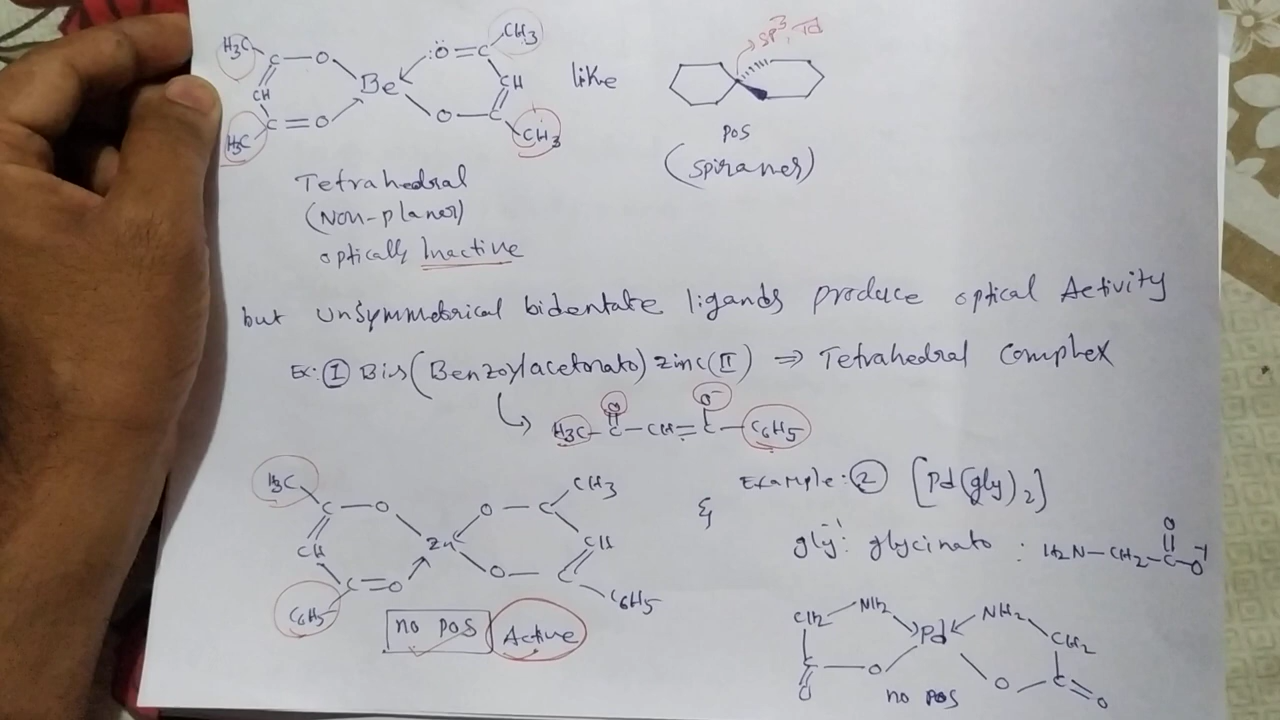 H3C C O Be :Ö = C CH3
CH CH
H3C C = O O C CH3
like
sp3, Td
POS
(Spiranes)
Tetrahedral
(Non-planer)
optically Inactive
but unsymmetrical bidentate ligands produce optical Activity
Ex: ① Bis(Benzoylacetonato) zinc(II) ⇒ Tetrahedral Complex
H3C - C - CH = C - C6H5
O O-
H3C C O Zn O C CH3
CH CH
C6H5 C = O O C C6H5
no POS Active
& Example: ② [Pd(gly)2]
gly-1: glycinato : H2N - CH2 - C - O-1
O
CH2 NH2 Pd NH2 CH2
C O O C
O O
no POS